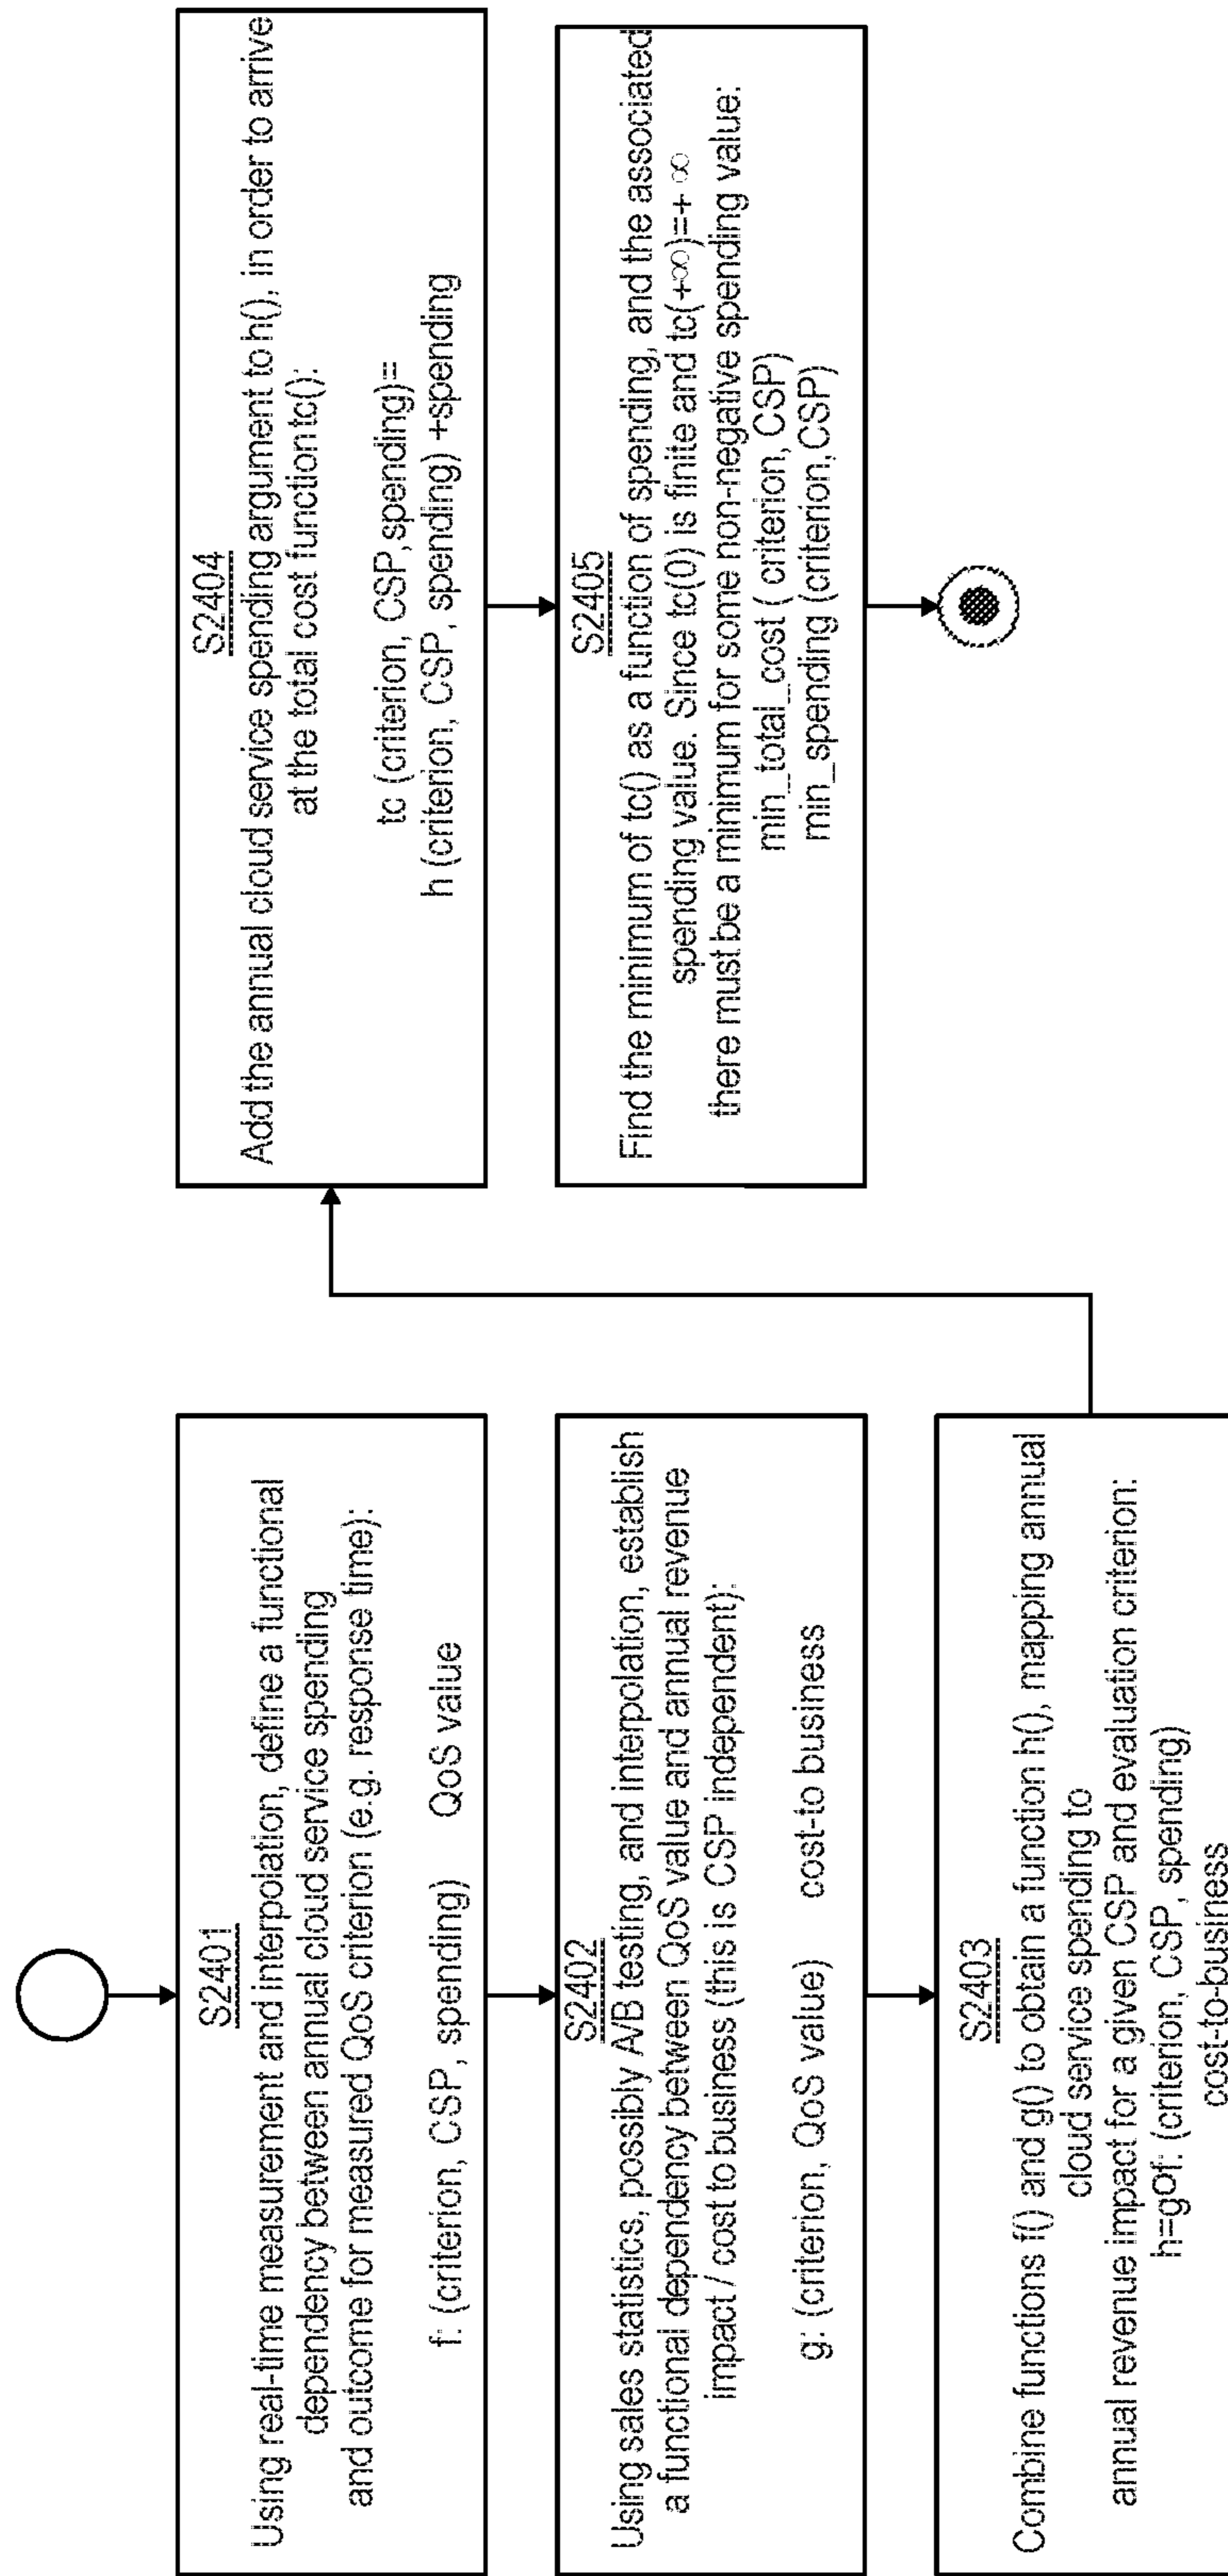 S2401
Using real-time measurement and interpolation, define a functional
dependency between annual cloud service spending
and outcome for measured QoS criterion (e.g. response time):
f: (criterion, CSP, spending) QoS value
S2402
Using sales statistics, possibly A/B testing, and interpolation, establish
a functional dependency between QoS value and annual revenue
impact / cost to business (this is CSP independent):
g: (criterion, QoS value) cost-to business
S2403
Combine functions f() and g() to obtain a function h(), mapping annual
cloud service spending to
annual revenue impact for a given CSP and evaluation criterion:
h=gof: (criterion, CSP, spending)
cost-to-business
S2404
Add the annual cloud service spending argument to h(), in order to arrive
at the total cost function tc():
tc (criterion, CSP, spending)=
h (criterion, CSP, spending) +spending
S2405
Find the minimum of tc() as a function of spending, and the associated
spending value. Since tc(0) is finite and tc(+∞)=+ ∞
there must be a minimum for some non-negative spending value:
min_total_cost ( criterion, CSP)
min_spending (criterion,CSP)